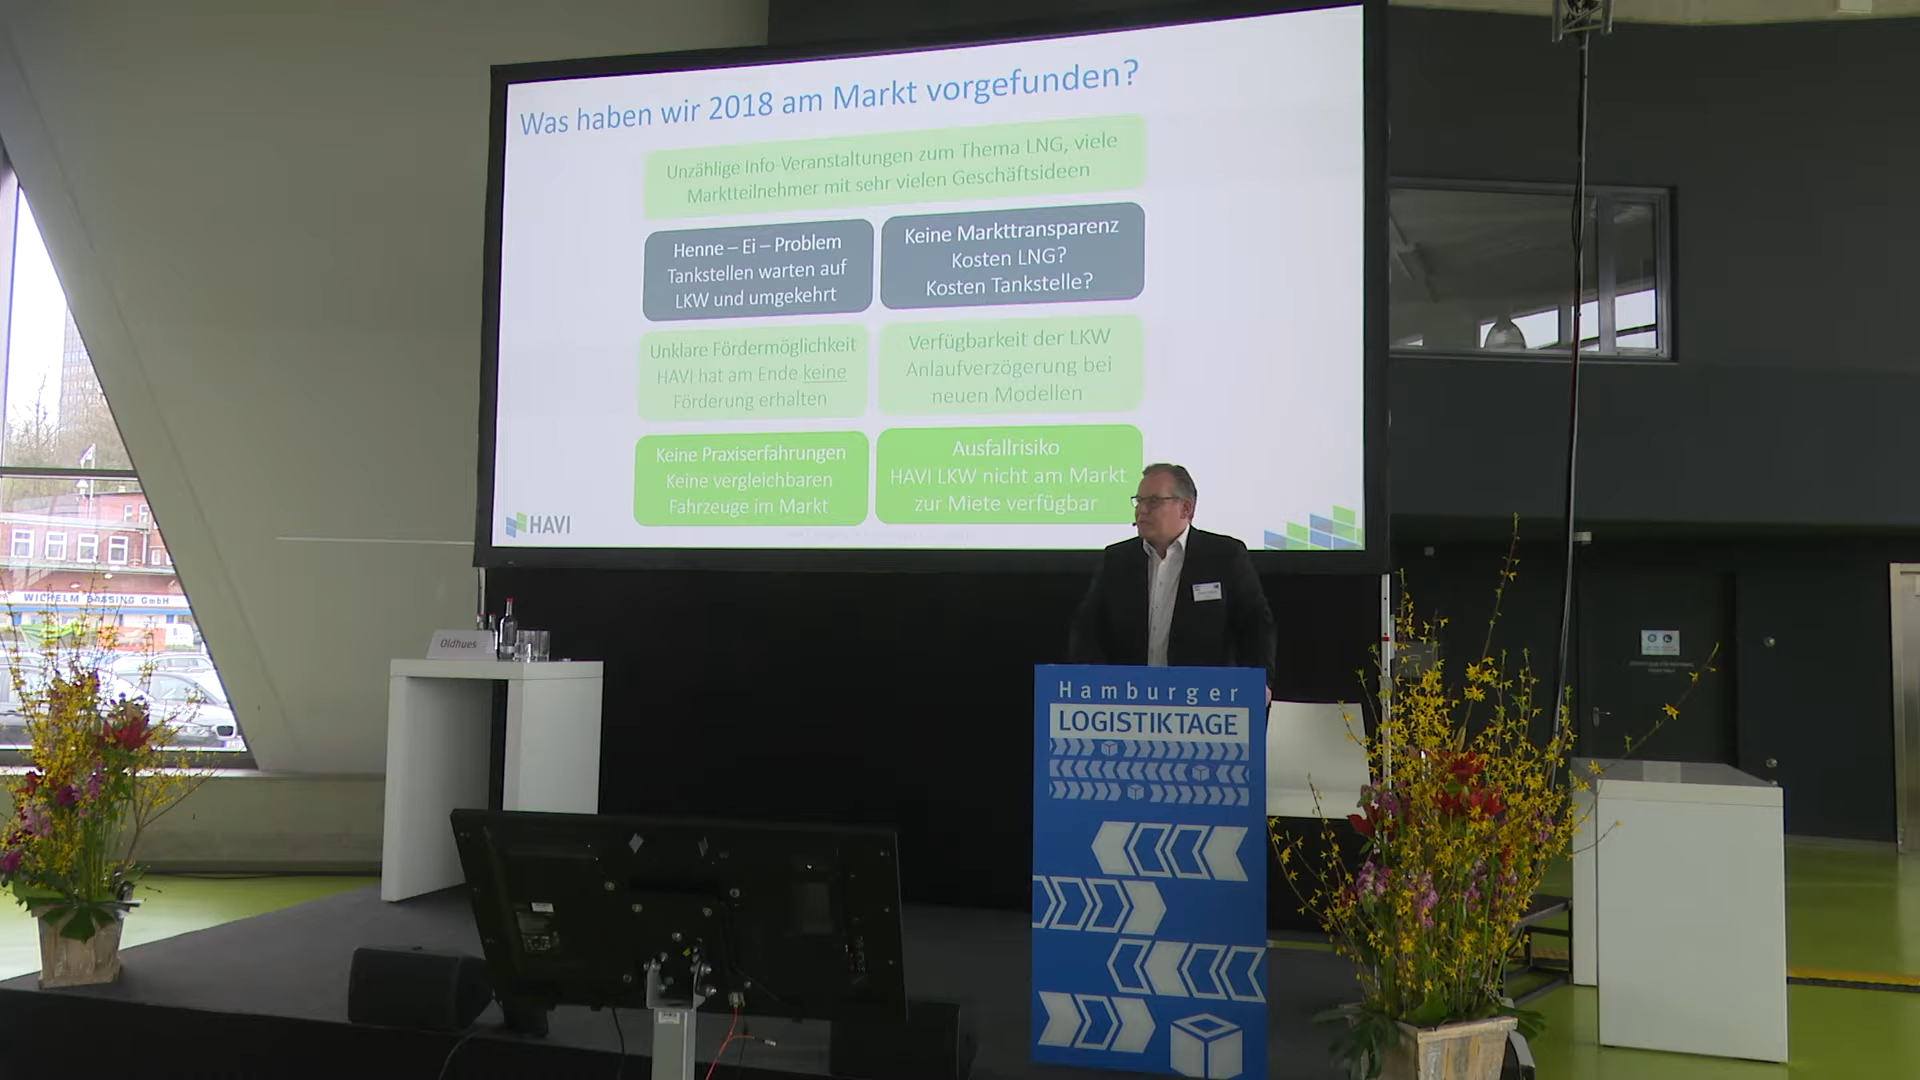 Was haben wir 2018 am Markt vorgefunden?
Unzählige Info-Veranstaltungen zum Thema LNG, viele
Marktteilnehmer mit sehr vielen Geschäftsideen
Henne – Ei – Problem
Tankstellen warten auf
LKW und umgekehrt
Keine Markttransparenz
Kosten LNG?
Kosten Tankstelle?
Unklare Fördermöglichkeit
HAVI hat am Ende keine
Förderung erhalten
Verfügbarkeit der LKW
Anlaufverzögerung bei
neuen Modellen
Keine Praxiserfahrungen
Keine vergleichbaren
Fahrzeuge im Markt
Ausfallrisiko
HAVI LKW nicht am Markt
zur Miete verfügbar
HAVI
WILHELM GmbH
Oldhues
Hamburger
LOGISTIKTAGE